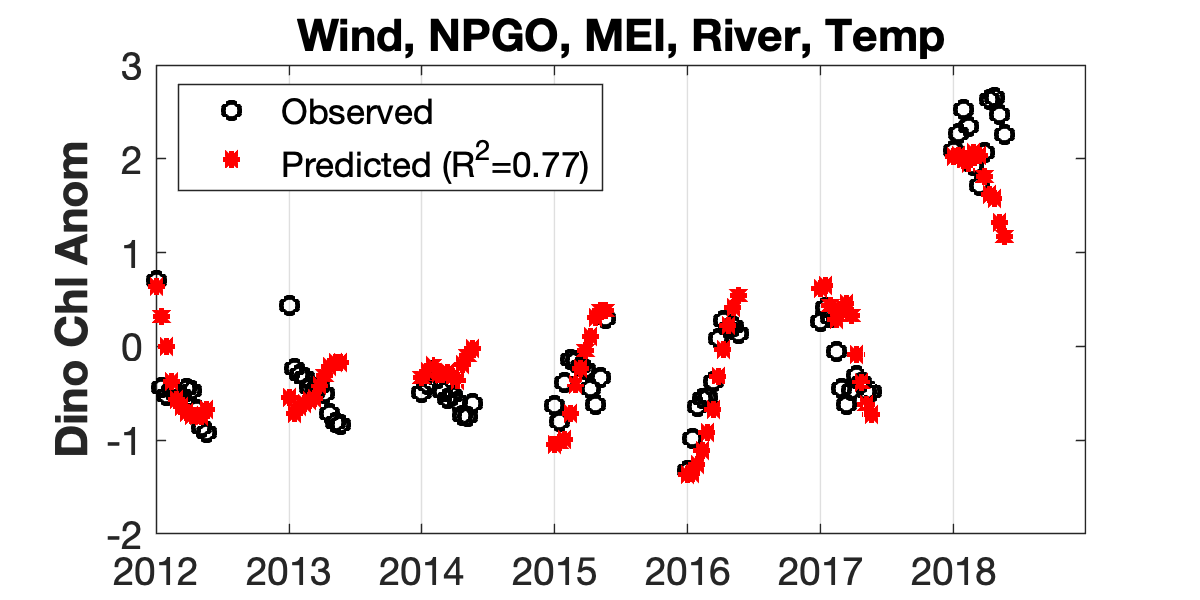 Wind, NPGO, MEI, River, Temp
Observed
Predicted (R²=0.77)
Dino Chl Anom
3
2
1
0
-1
-2
2012 2013 2014 2015 2016 2017 2018